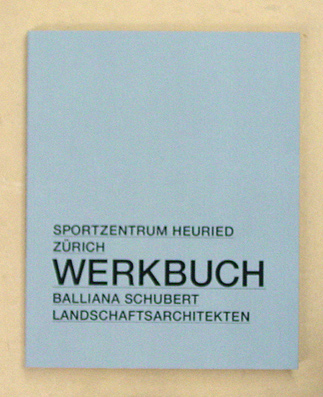 SPORTZENTRUM HEURIED
ZÜRICH
WERKBUCH
BALLIANA SCHUBERT
LANDSCHAFTSARCHITEKTEN